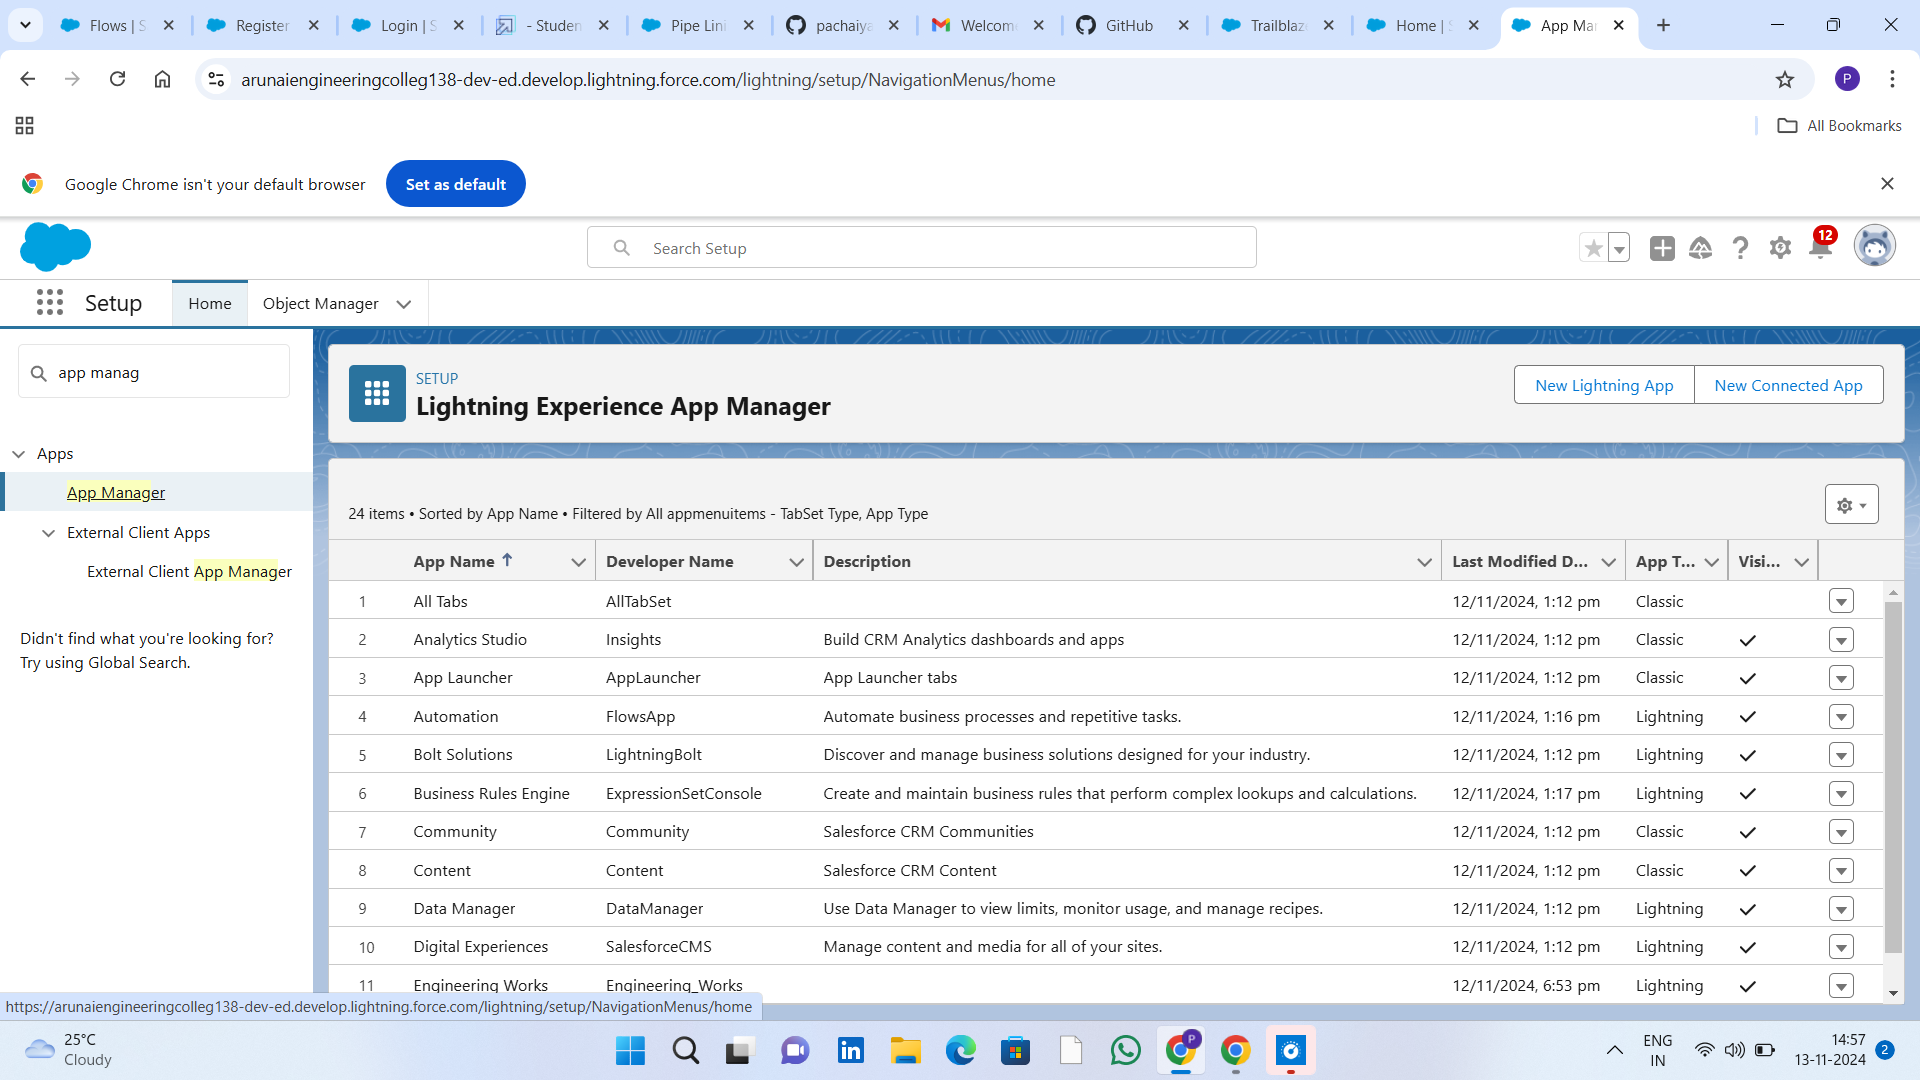 Flows | S
Register
Login | S
- Studen
Pipe Lini
pachaiya
Welcome
GitHub
Trailblaz
Home | S
App Man
arunaiengineeringcolleg138-dev-ed.develop.lightning.force.com/lightning/setup/NavigationMenus/home
P
All Bookmarks
Google Chrome isn't your default browser
Set as default
Search Setup
12
Setup
Home
Object Manager
app manag
Apps
App Manager
External Client Apps
External Client App Manager
Didn't find what you're looking for?
Try using Global Search.
SETUP
Lightning Experience App Manager
New Lightning App
New Connected App
24 items • Sorted by App Name • Filtered by All appmenuitems - TabSet Type, App Type
App Name ↑ Developer Name Description Last Modified D... App T... Visi...
1 All Tabs AllTabSet 12/11/2024, 1:12 pm Classic
2 Analytics Studio Insights Build CRM Analytics dashboards and apps 12/11/2024, 1:12 pm Classic
3 App Launcher AppLauncher App Launcher tabs 12/11/2024, 1:12 pm Classic
4 Automation FlowsApp Automate business processes and repetitive tasks. 12/11/2024, 1:16 pm Lightning
5 Bolt Solutions LightningBolt Discover and manage business solutions designed for your industry. 12/11/2024, 1:12 pm Lightning
6 Business Rules Engine ExpressionSetConsole Create and maintain business rules that perform complex lookups and calculations. 12/11/2024, 1:17 pm Lightning
7 Community Community Salesforce CRM Communities 12/11/2024, 1:12 pm Classic
8 Content Content Salesforce CRM Content 12/11/2024, 1:12 pm Classic
9 Data Manager DataManager Use Data Manager to view limits, monitor usage, and manage recipes. 12/11/2024, 1:12 pm Lightning
10 Digital Experiences SalesforceCMS Manage content and media for all of your sites. 12/11/2024, 1:12 pm Lightning
11 Engineering Works Engineering_Works 12/11/2024, 6:53 pm Lightning
https://arunaiengineeringcolleg138-dev-ed.develop.lightning.force.com/lightning/setup/NavigationMenus/home
25°C
Cloudy
P
ENG
IN
14:57
13-11-2024
2